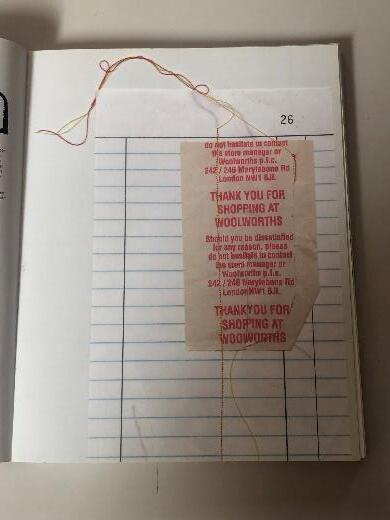 26
do not hesitate to contact
the store manager or
Woolworths p.l.c.
242 / 246 Marylebone Rd
London NW1 6JL
THANK YOU FOR
SHOPPING AT
WOOLWORTHS
Should you be dissatisfied
for any reason, please
do not hesitate to contact
the store manager or
Woolworths p.l.c.
242 / 246 Marylebone Rd
London NW1 6JL
THANKYOU FOR
SHOPPING AT
WOOLWORTHS